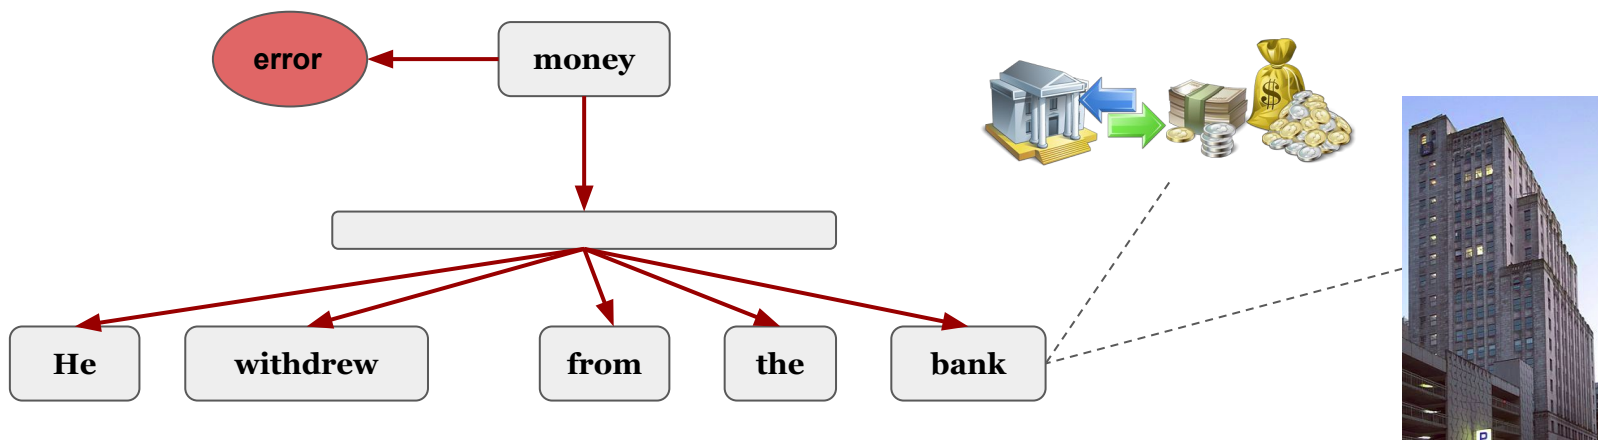 error
money
$
He
withdrew
from
the
bank
P